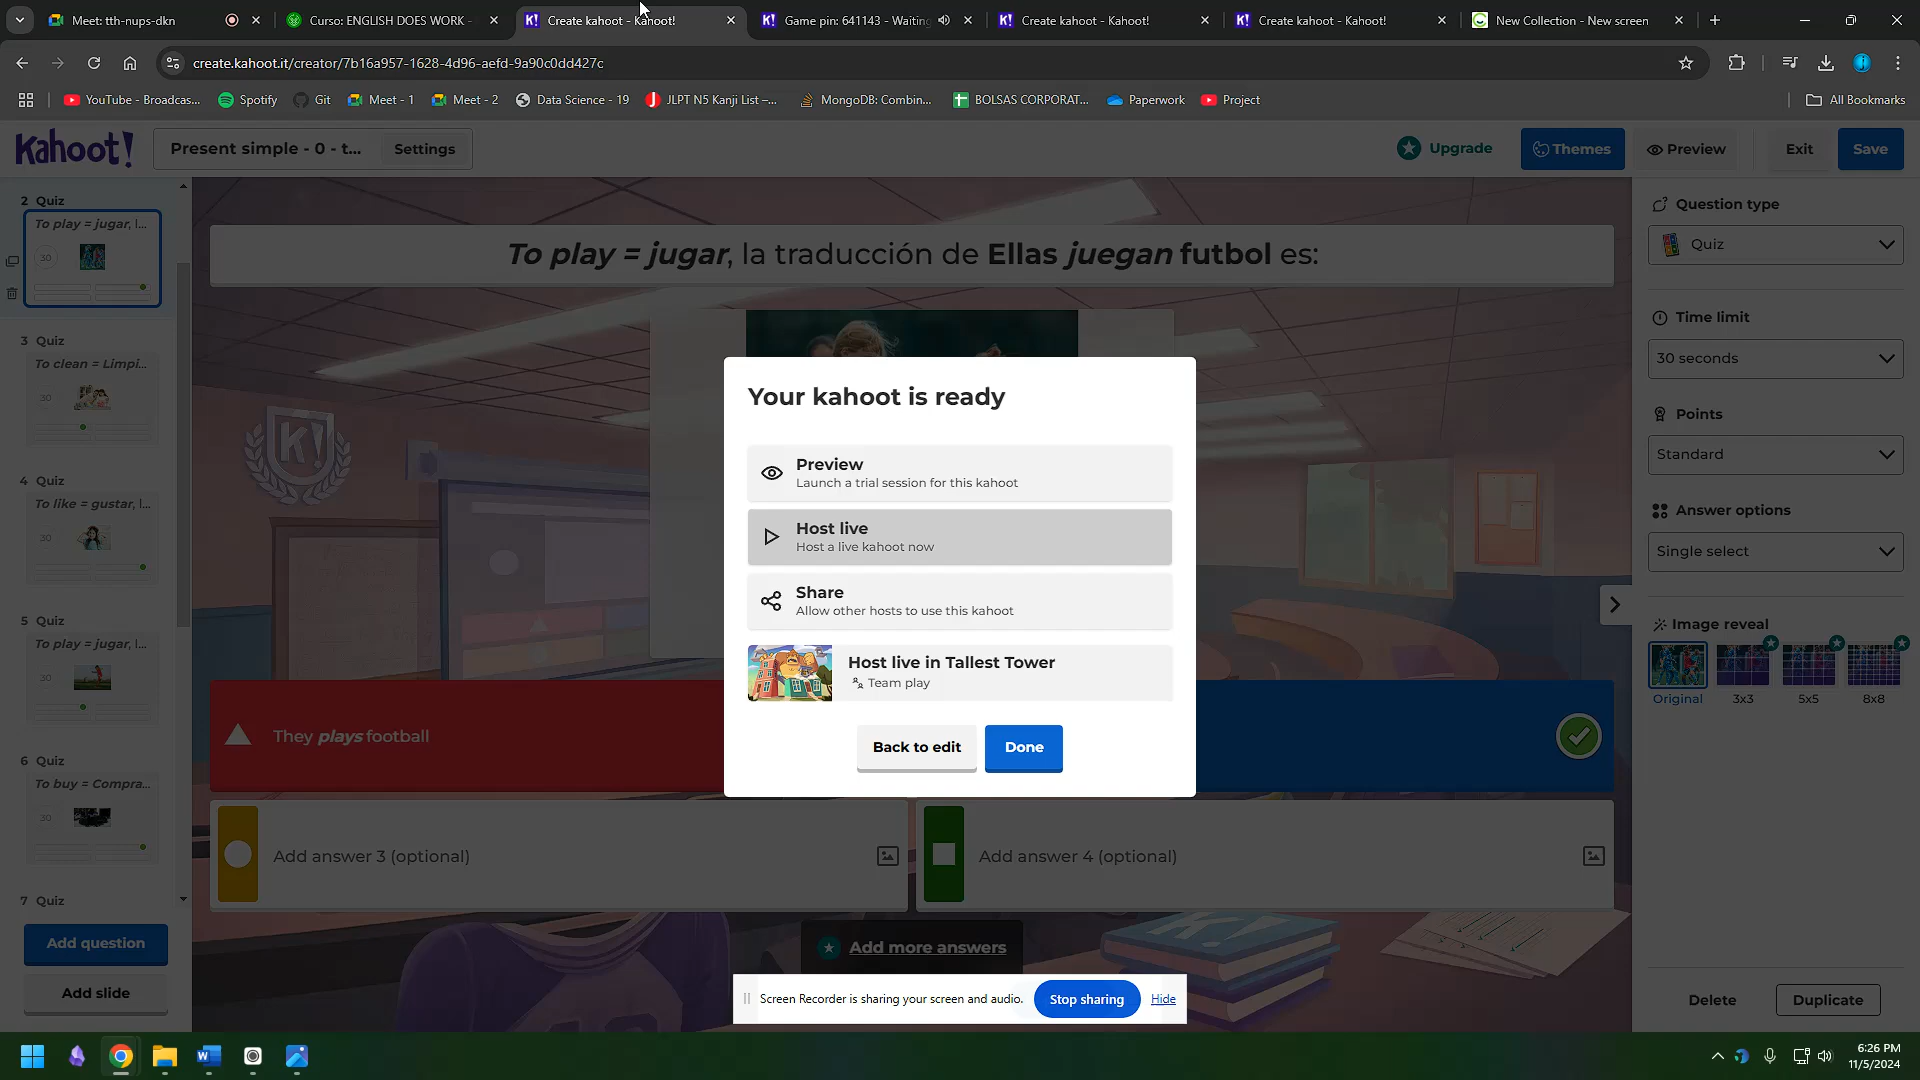 Meet: tth-nups-dkn
Curso: ENGLISH DOES WORK -
Create kahoot - Kahoot!
Game pin: 641143 - Waiting
Create kahoot - Kahoot!
Create kahoot - Kahoot!
New Collection - New screen
create.kahoot.it/creator/7b16a957-1628-4d96-aefd-9a90c0dd427c
YouTube - Broadcas...
Spotify
Git
Meet - 1
Meet - 2
Data Science - 19
JLPT N5 Kanji List –...
MongoDB: Combin...
BOLSAS CORPORAT...
Paperwork
Project
All Bookmarks
Kahoot!
Present simple - 0 - t...
Settings
Upgrade
Themes
Preview
Exit
Save
2 Quiz
To play = jugar, l...
30
3 Quiz
To clean = Limpi...
30
4 Quiz
To like = gustar, l...
30
5 Quiz
To play = jugar, l...
30
6 Quiz
To buy = Compra...
30
7 Quiz
Add question
Add slide
To play = jugar, la traducción de Ellas juegan futbol es:
K!
Your kahoot is ready
Preview
Launch a trial session for this kahoot
Host live
Host a live kahoot now
Share
Allow other hosts to use this kahoot
Host live in Tallest Tower
Team play
Back to edit
Done
They plays football
Add answer 3 (optional)
Add answer 4 (optional)
Add more answers
K!
Screen Recorder is sharing your screen and audio.
Stop sharing
Hide
Question type
Quiz
Time limit
30 seconds
Points
Standard
Answer options
Single select
Image reveal
Original
3x3
5x5
8x8
Delete
Duplicate
6:26 PM
11/5/2024